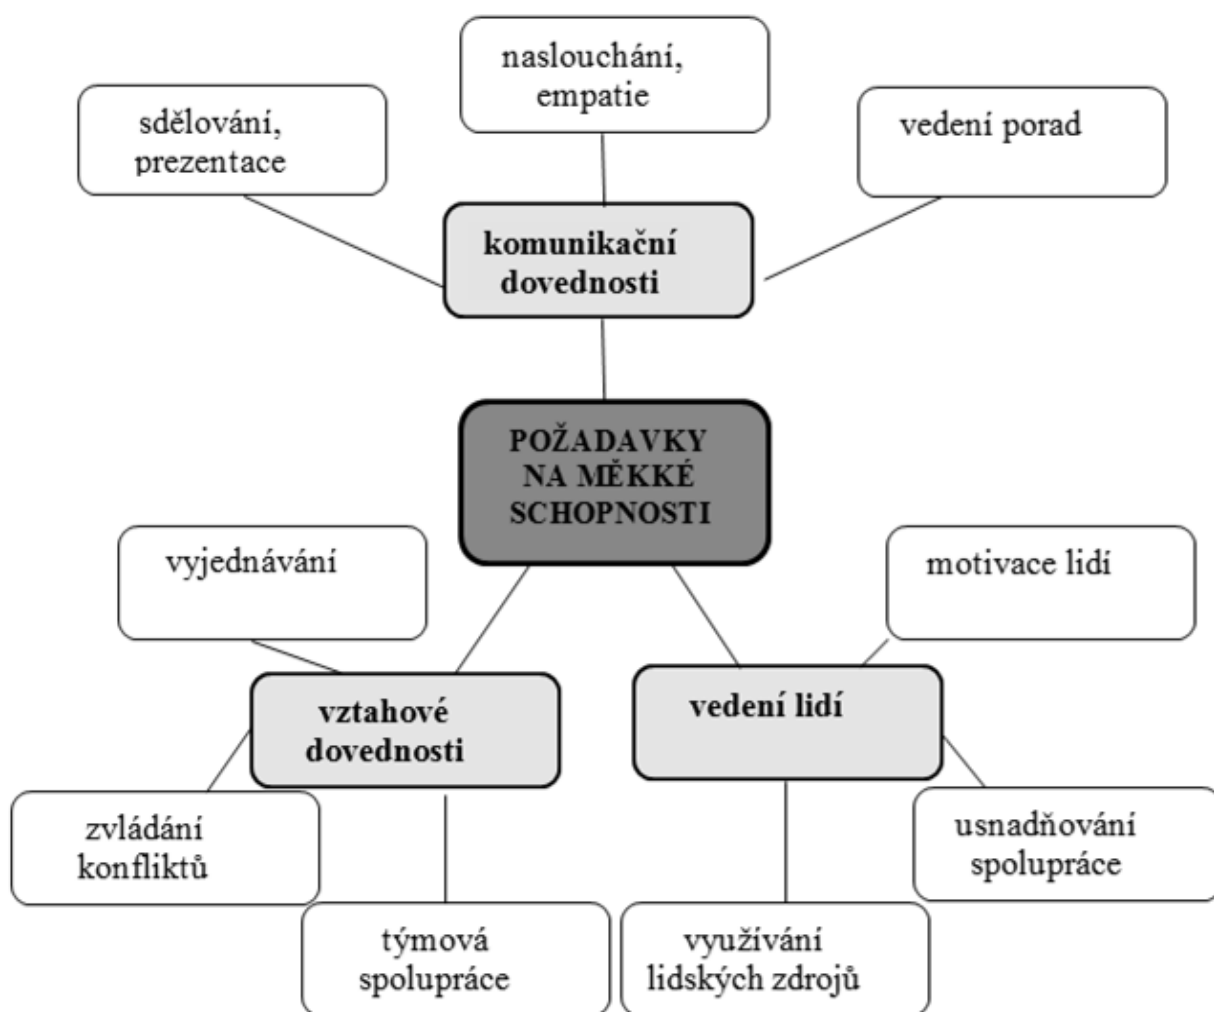 naslouchání,
empatie
sdělování,
prezentace
vedení porad
komunikační
dovednosti
POŽADAVKY
NA MĚKKÉ
SCHOPNOSTI
vyjednávání
motivace lidí
vztahové
dovednosti
vedení lidí
zvládání
konfliktů
usnadňování
spolupráce
týmová
spolupráce
využívání
lidských zdrojů